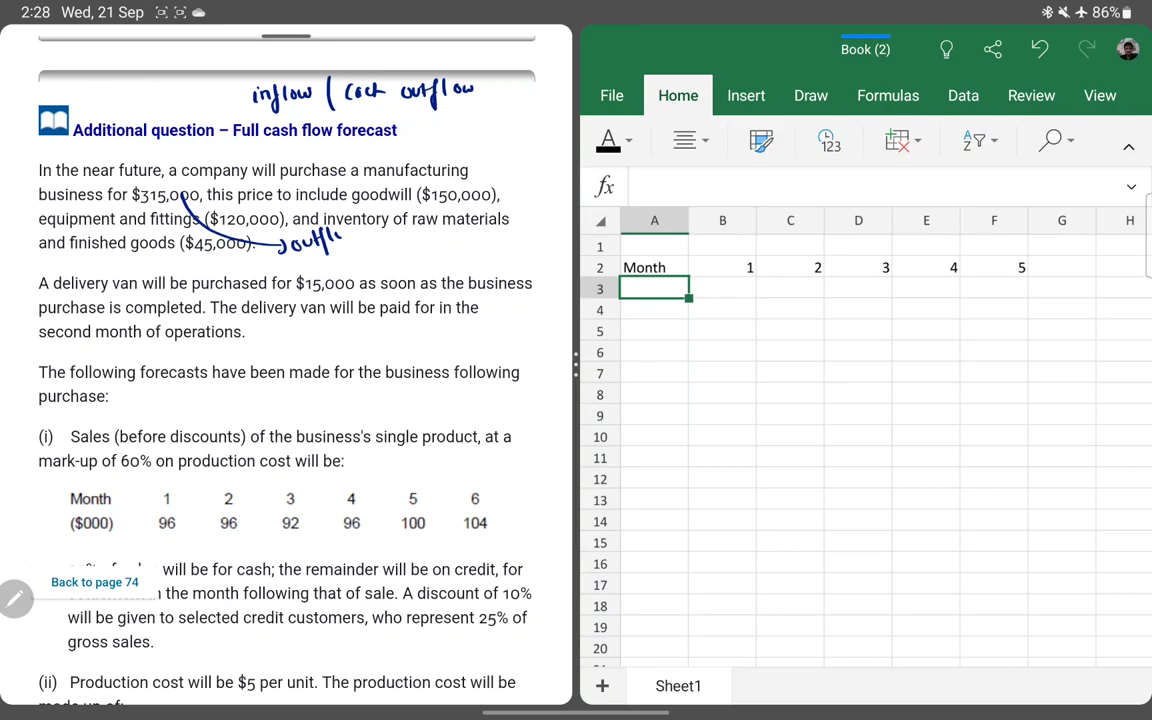 2:28 Wed, 21 Sep
86%
inflow | Cash outflow
Additional question – Full cash flow forecast
In the near future, a company will purchase a manufacturing
business for $315,000, this price to include goodwill ($150,000),
equipment and fittings ($120,000), and inventory of raw materials
and finished goods ($45,000).
outflo
A delivery van will be purchased for $15,000 as soon as the business
purchase is completed. The delivery van will be paid for in the
second month of operations.
The following forecasts have been made for the business following
purchase:
(i) Sales (before discounts) of the business's single product, at a
mark-up of 60% on production cost will be:
Month 1 2 3 4 5 6
($000) 96 96 92 96 100 104
will be for cash; the remainder will be on credit, for
Back to page 74
the month following that of sale. A discount of 10%
will be given to selected credit customers, who represent 25% of
gross sales.
(ii) Production cost will be $5 per unit. The production cost will be
made up of:
Book (2)
File Home Insert Draw Formulas Data Review View
A
123
A
Z
fx
A B C D E F G H
1
2 Month 1 2 3 4 5
3
4
5
6
7
8
9
10
11
12
13
14
15
16
17
18
19
20
+ Sheet1